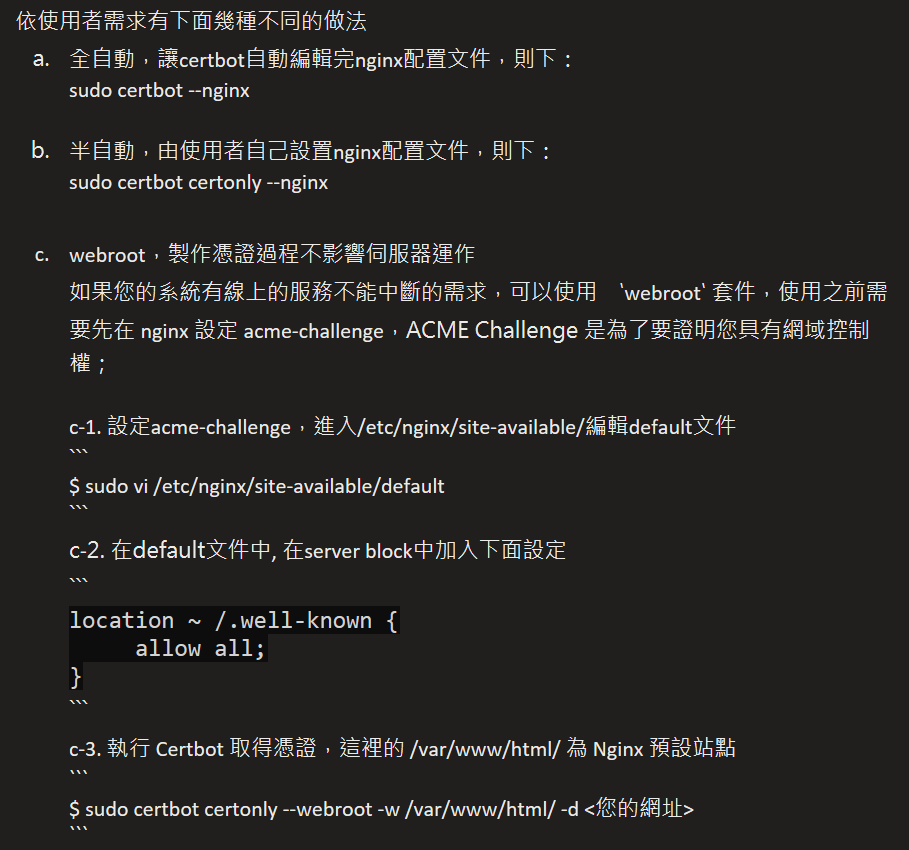 依使用者需求有下面幾種不同的做法
a. 全自動，讓certbot自動編輯完nginx配置文件，則下：
sudo certbot --nginx
b. 半自動，由使用者自己設置nginx配置文件，則下：
sudo certbot certonly --nginx
c. webroot，製作憑證過程不影響伺服器運作
如果您的系統有線上的服務不能中斷的需求，可以使用 `webroot` 套件，使用之前需
要先在 nginx 設定 acme-challenge，ACME Challenge 是為了要證明您具有網域控制
權；
c-1. 設定acme-challenge，進入/etc/nginx/site-available/編輯default文件
```
$ sudo vi /etc/nginx/site-available/default
```
c-2. 在default文件中, 在server block中加入下面設定
```
location ~ /.well-known {
     allow all;
}
```
c-3. 執行 Certbot 取得憑證，這裡的 /var/www/html/ 為 Nginx 預設站點
```
$ sudo certbot certonly --webroot -w /var/www/html/ -d <您的網址>
```